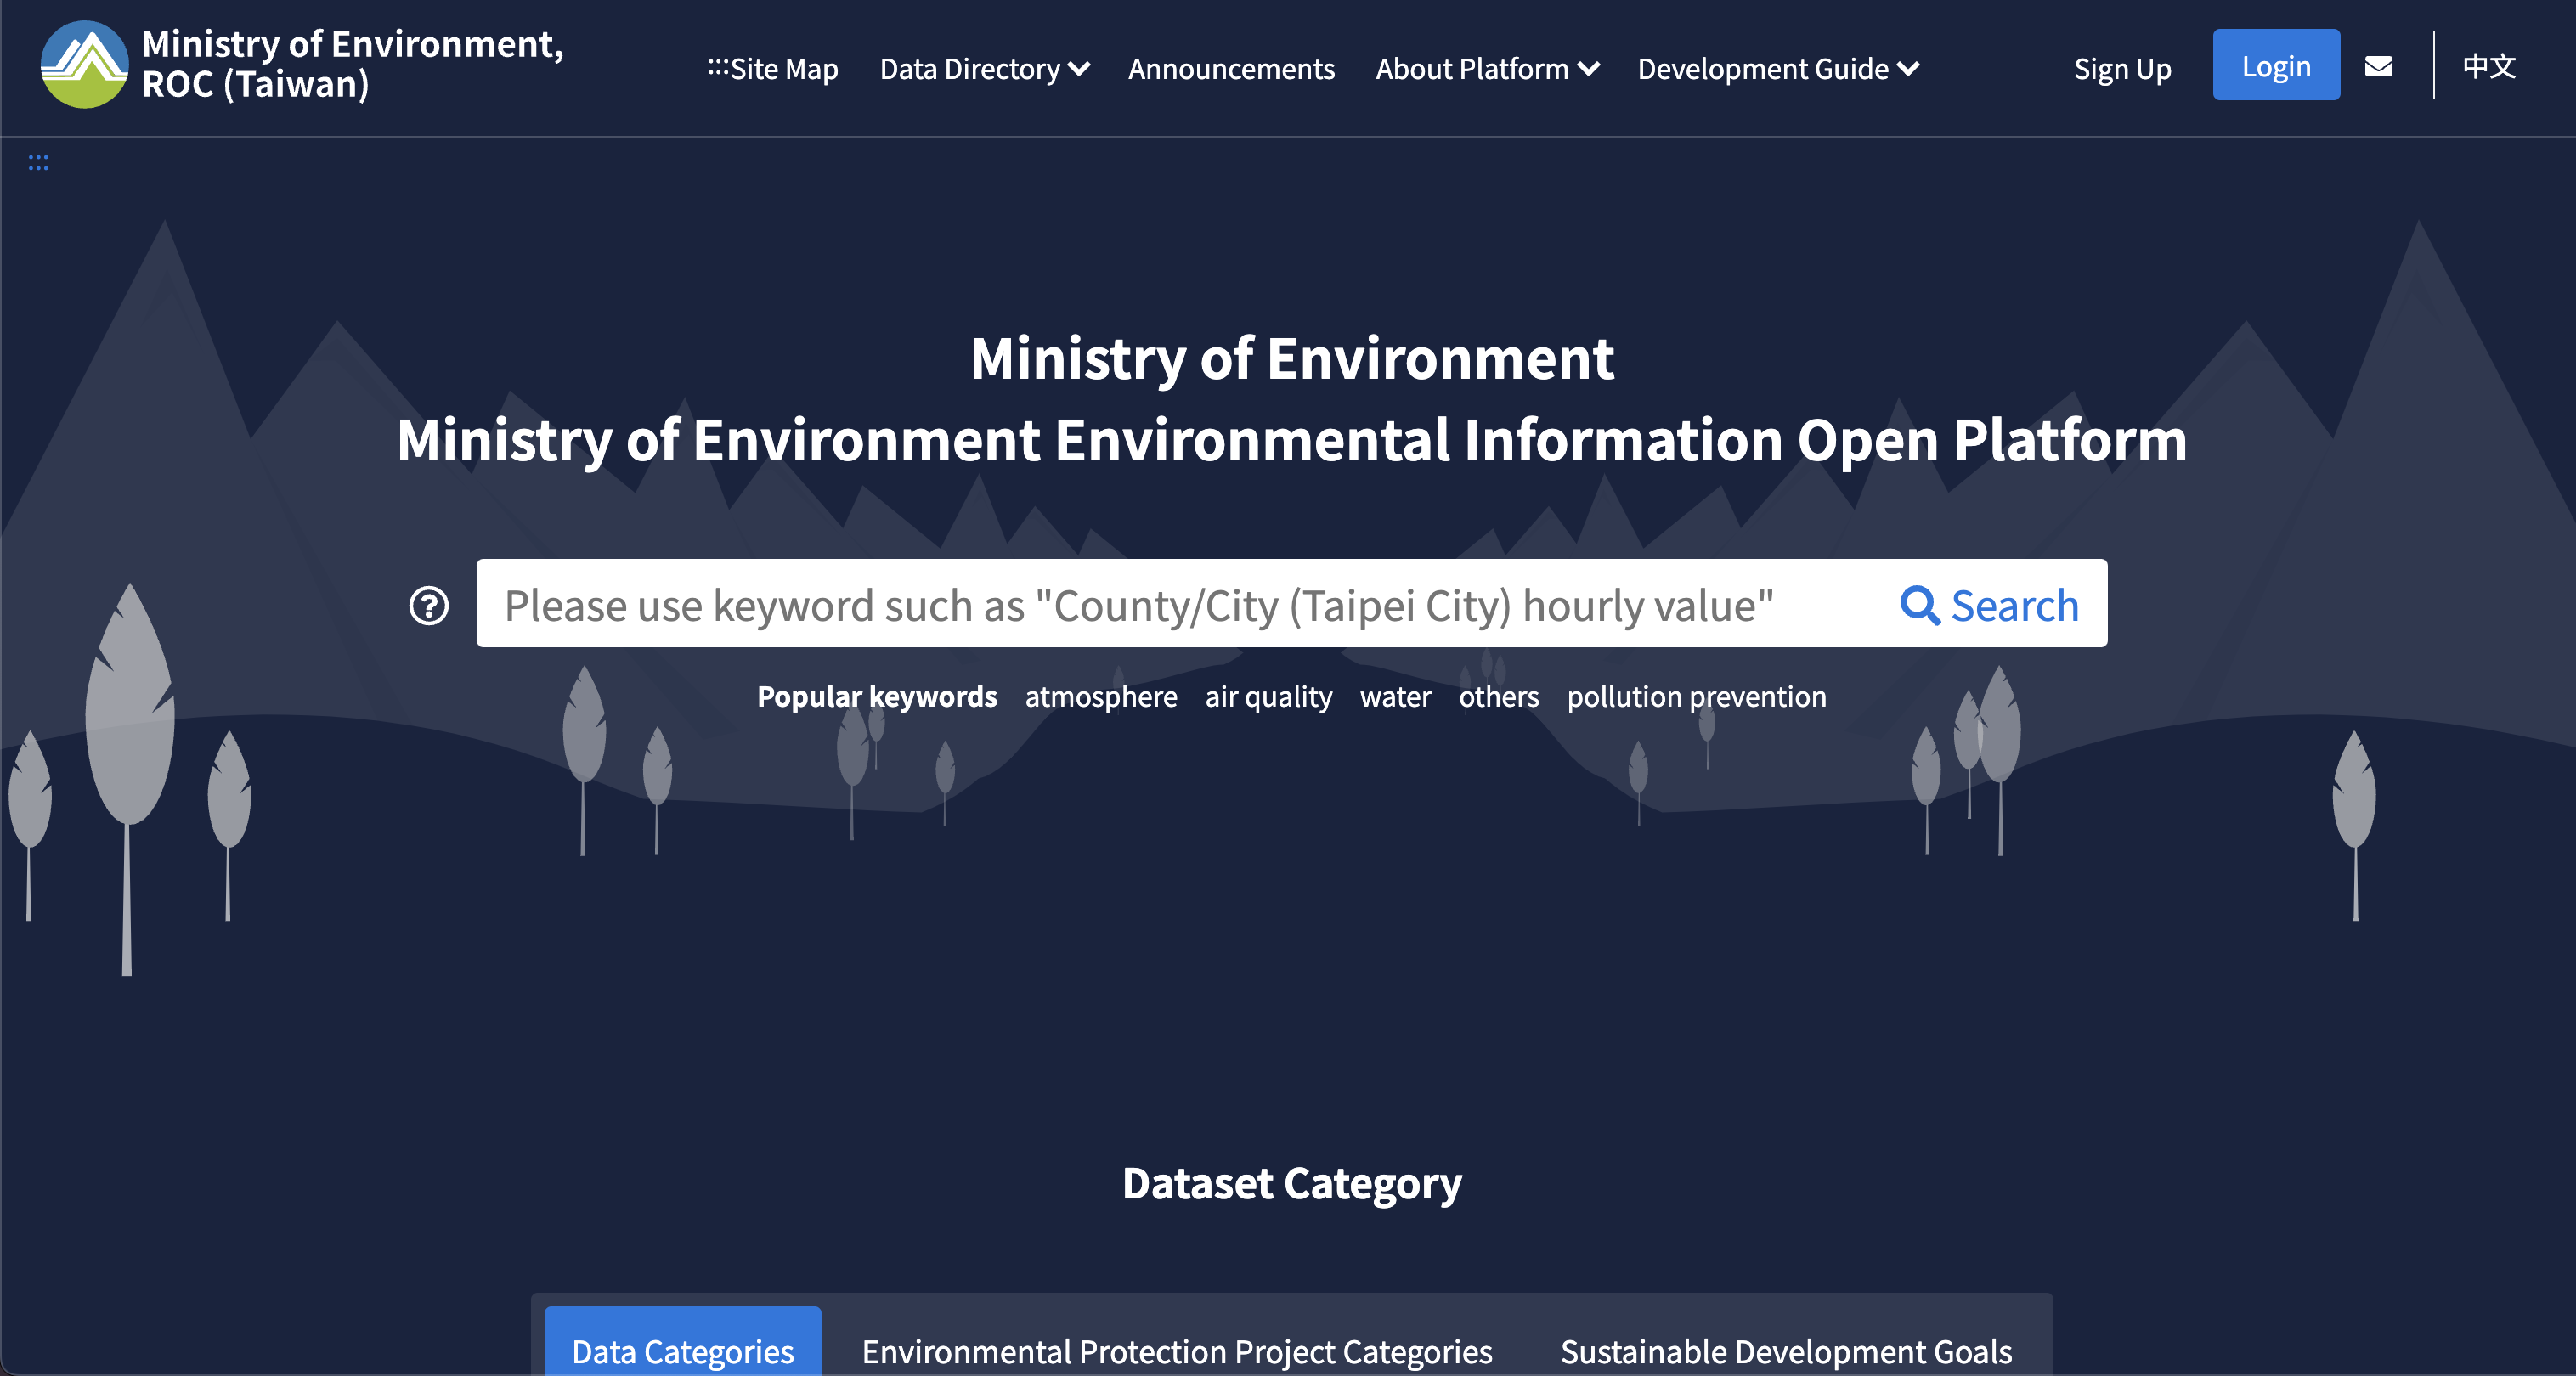 Ministry of Environment,
ROC (Taiwan)
:::Site Map
Data Directory
Announcements
About Platform
Development Guide
Sign Up
Login
中文
:::
Ministry of Environment
Ministry of Environment Environmental Information Open Platform
Please use keyword such as "County/City (Taipei City) hourly value"
Search
Popular keywords atmosphere air quality water others pollution prevention
Dataset Category
Data Categories
Environmental Protection Project Categories
Sustainable Development Goals